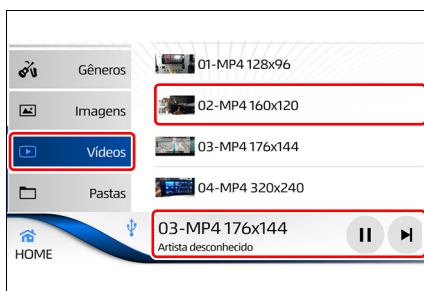 Gêneros
01-MP4 128x96
Imagens
02-MP4 160x120
Vídeos
03-MP4 176x144
Pastas
04-MP4 320x240
03-MP4 176x144
Artista desconhecido
HOME